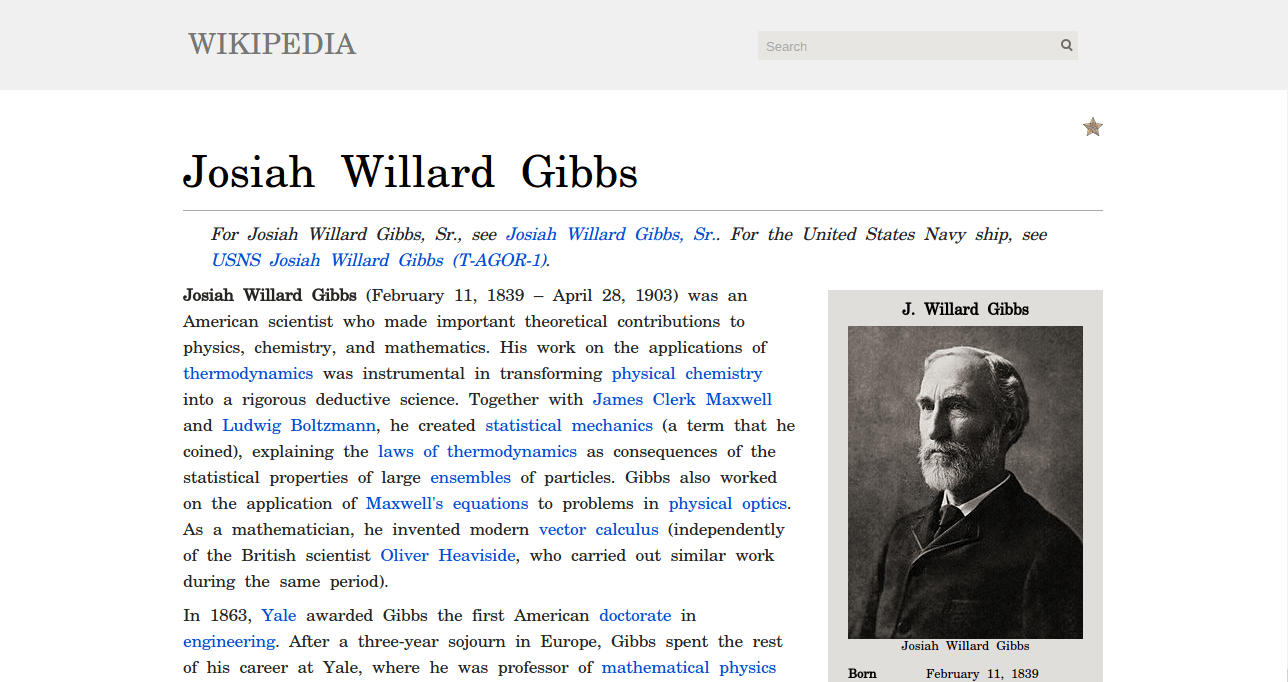 WIKIPEDIA
Search
Josiah Willard Gibbs
For Josiah Willard Gibbs, Sr., see Josiah Willard Gibbs, Sr.. For the United States Navy ship, see
USNS Josiah Willard Gibbs (T-AGOR-1).
Josiah Willard Gibbs (February 11, 1839 – April 28, 1903) was an
American scientist who made important theoretical contributions to
physics, chemistry, and mathematics. His work on the applications of
thermodynamics was instrumental in transforming physical chemistry
into a rigorous deductive science. Together with James Clerk Maxwell
and Ludwig Boltzmann, he created statistical mechanics (a term that he
coined), explaining the laws of thermodynamics as consequences of the
statistical properties of large ensembles of particles. Gibbs also worked
on the application of Maxwell's equations to problems in physical optics.
As a mathematician, he invented modern vector calculus (independently
of the British scientist Oliver Heaviside, who carried out similar work
during the same period).
In 1863, Yale awarded Gibbs the first American doctorate in
engineering. After a three-year sojourn in Europe, Gibbs spent the rest
of his career at Yale, where he was professor of mathematical physics
J. Willard Gibbs
Josiah Willard Gibbs
Born February 11, 1839